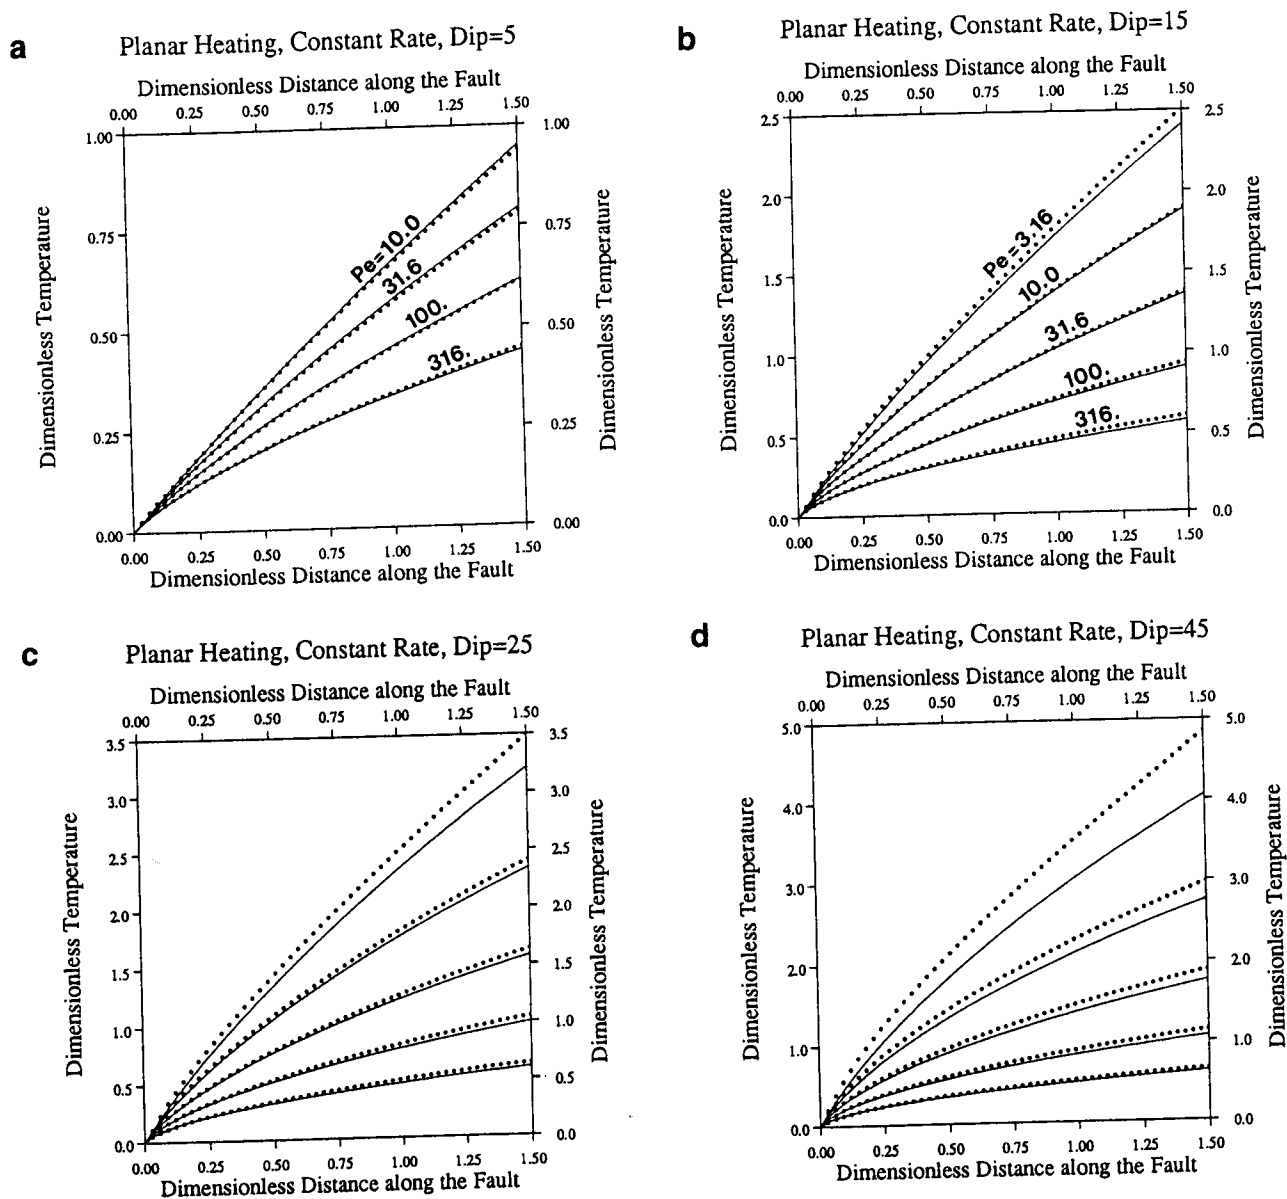 a
Planar Heating, Constant Rate, Dip=5
Dimensionless Distance along the Fault
0.00 0.25 0.50 0.75 1.00 1.25 1.50
1.00 1.00
0.75 0.75
0.50 0.50
0.25 0.25
0.00 0.00
Dimensionless Temperature
Dimensionless Temperature
Pe=10.0
31.6
100.
316.
0.00 0.25 0.50 0.75 1.00 1.25 1.50
Dimensionless Distance along the Fault
b
Planar Heating, Constant Rate, Dip=15
Dimensionless Distance along the Fault
0.00 0.25 0.50 0.75 1.00 1.25 1.50
2.5 2.5
2.0 2.0
1.5 1.5
1.0 1.0
0.5 0.5
0.0 0.0
Dimensionless Temperature
Dimensionless Temperature
Pe=3.16
10.0
31.6
100.
316.
0.00 0.25 0.50 0.75 1.00 1.25 1.50
Dimensionless Distance along the Fault
c
Planar Heating, Constant Rate, Dip=25
Dimensionless Distance along the Fault
0.00 0.25 0.50 0.75 1.00 1.25 1.50
3.5 3.5
3.0 3.0
2.5 2.5
2.0 2.0
1.5 1.5
1.0 1.0
0.5 0.5
0.0 0.0
Dimensionless Temperature
Dimensionless Temperature
0.00 0.25 0.50 0.75 1.00 1.25 1.50
Dimensionless Distance along the Fault
d
Planar Heating, Constant Rate, Dip=45
Dimensionless Distance along the Fault
0.00 0.25 0.50 0.75 1.00 1.25 1.50
5.0 5.0
4.0 4.0
3.0 3.0
2.0 2.0
1.0 1.0
0.0 0.0
Dimensionless Temperature
Dimensionless Temperature
0.00 0.25 0.50 0.75 1.00 1.25 1.50
Dimensionless Distance along the Fault